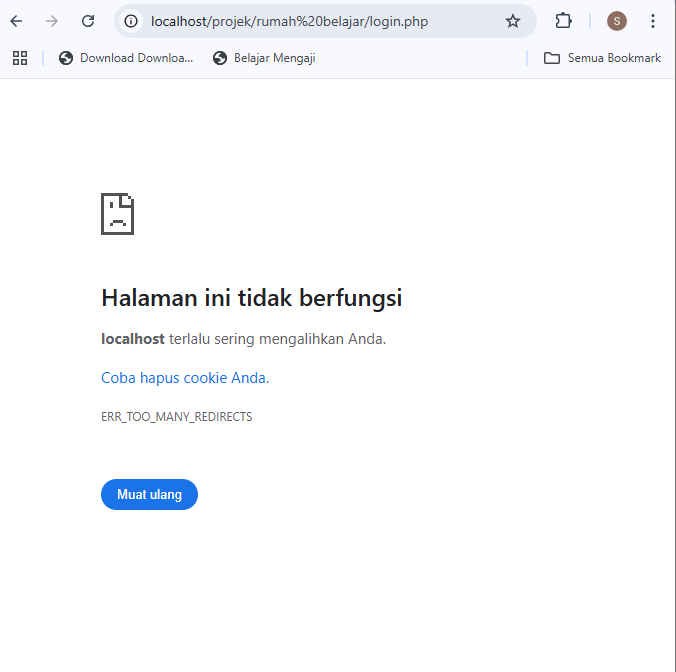 localhost/projek/rumah%20belajar/login.php
S
Download Downloa...
Belajar Mengaji
Semua Bookmark
Halaman ini tidak berfungsi
localhost terlalu sering mengalihkan Anda.
Coba hapus cookie Anda.
ERR_TOO_MANY_REDIRECTS
Muat ulang